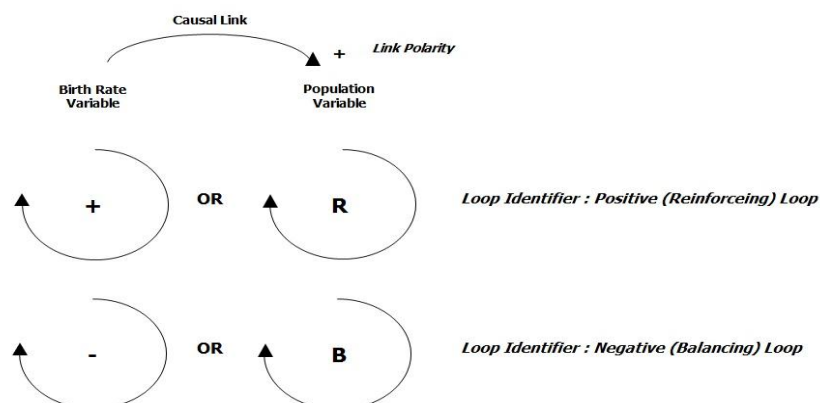 Causal Link
+ Link Polarity
Birth Rate
Variable
Population
Variable
+ OR R Loop Identifier : Positive (Reinforceing) Loop
- OR B Loop Identifier : Negative (Balancing) Loop